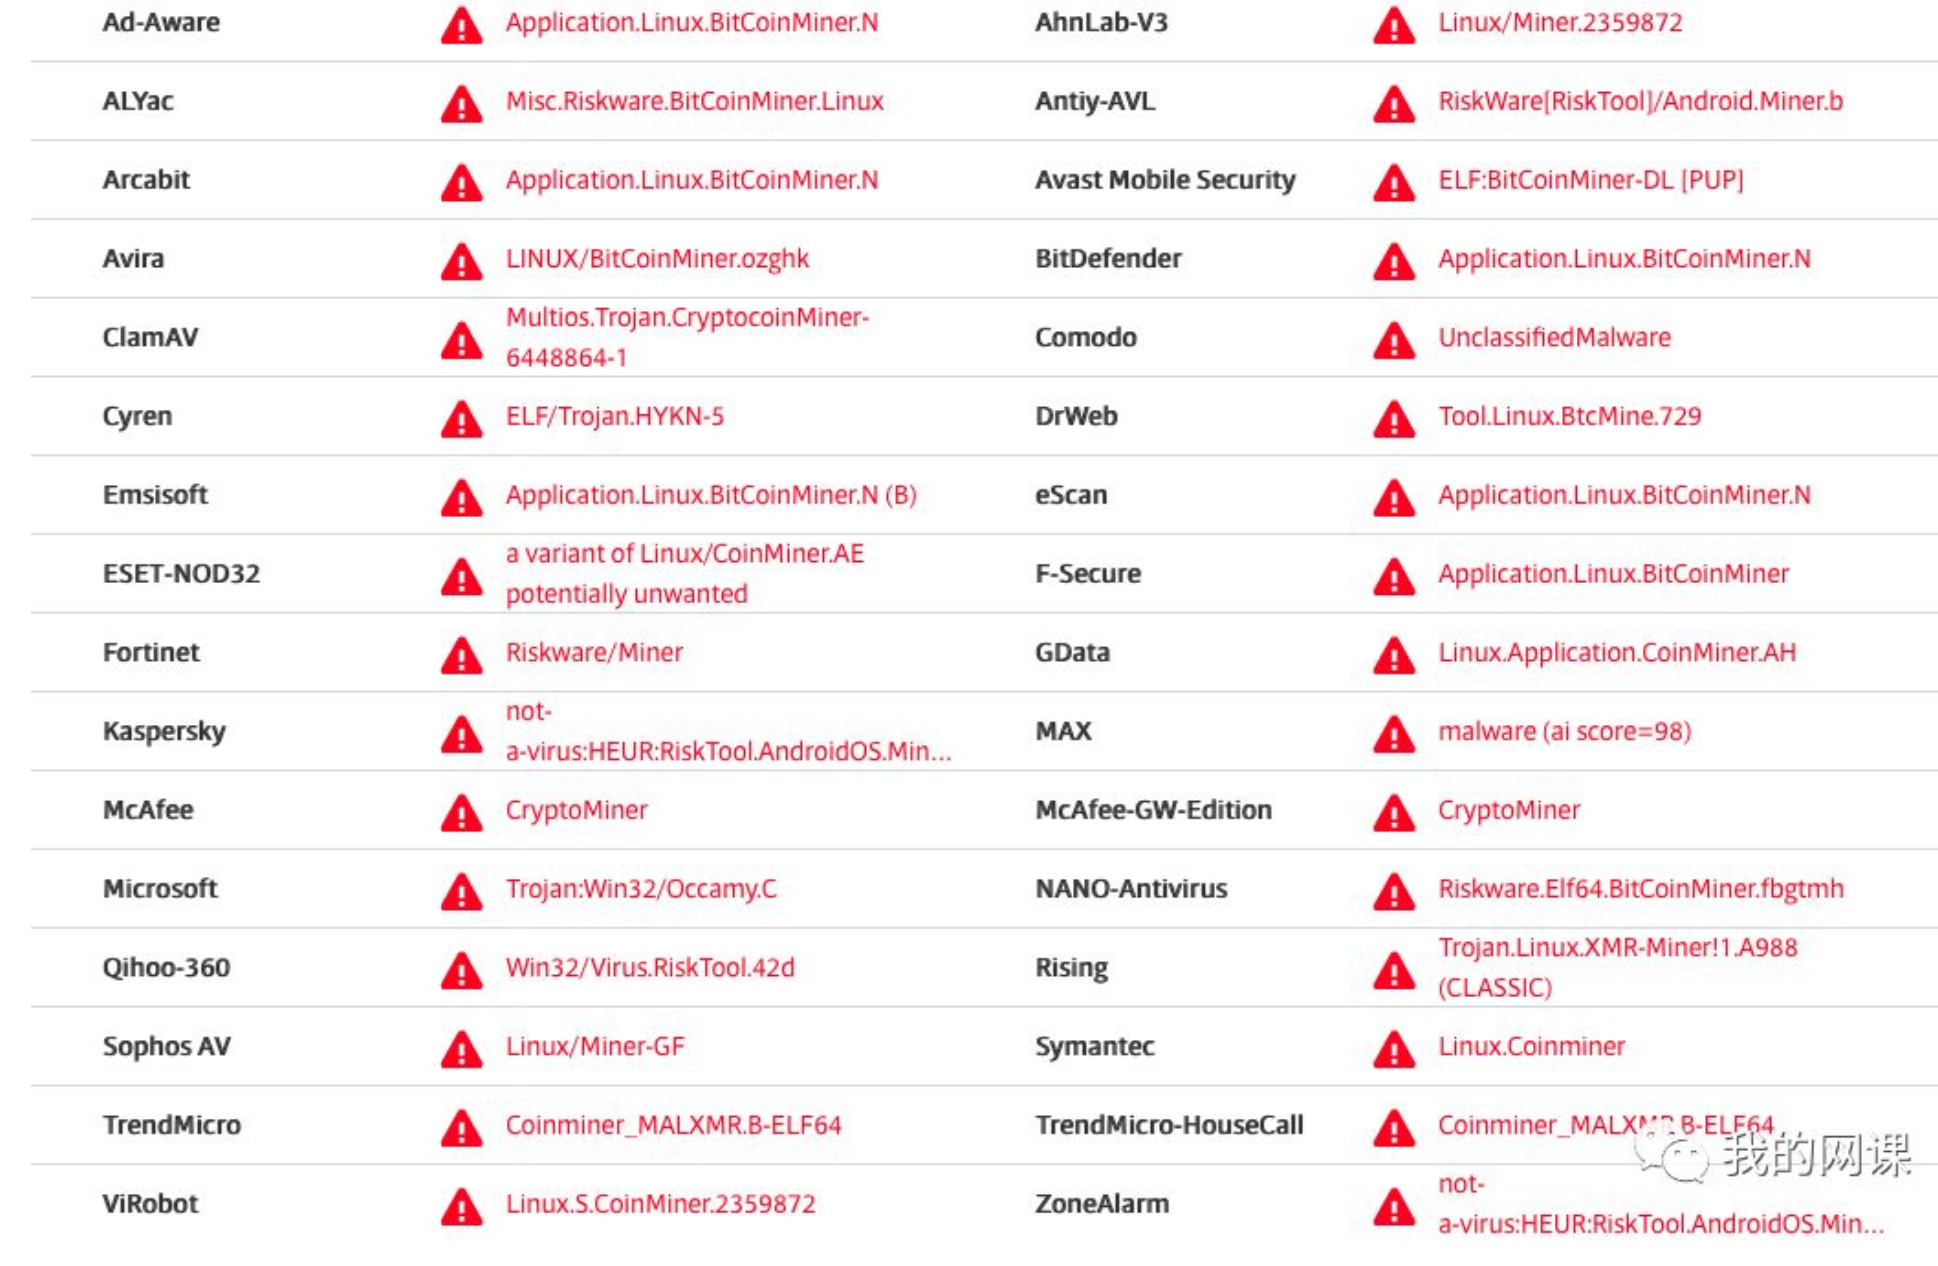 Ad-Aware Application.Linux.BitCoinMiner.N AhnLab-V3 Linux/Miner.2359872
ALYac Misc.Riskware.BitCoinMiner.Linux Antiy-AVL RiskWare[RiskTool]/Android.Miner.b
Arcabit Application.Linux.BitCoinMiner.N Avast Mobile Security ELF:BitCoinMiner-DL [PUP]
Avira LINUX/BitCoinMiner.ozghk BitDefender Application.Linux.BitCoinMiner.N
ClamAV Multios.Trojan.CryptocoinMiner-
6448864-1
Comodo UnclassifiedMalware
Cyren ELF/Trojan.HYKN-5 DrWeb Tool.Linux.BtcMine.729
Emsisoft Application.Linux.BitCoinMiner.N (B) eScan Application.Linux.BitCoinMiner.N
ESET-NOD32 a variant of Linux/CoinMiner.AE
potentially unwanted
F-Secure Application.Linux.BitCoinMiner
Fortinet Riskware/Miner GData Linux.Application.CoinMiner.AH
Kaspersky not-
a-virus:HEUR:RiskTool.AndroidOS.Min...
MAX malware (ai score=98)
McAfee CryptoMiner McAfee-GW-Edition CryptoMiner
Microsoft Trojan:Win32/Occamy.C NANO-Antivirus Riskware.Elf64.BitCoinMiner.fbgtmh
Qihoo-360 Win32/Virus.RiskTool.42d Rising Trojan.Linux.XMR-Miner!1.A988
(CLASSIC)
Sophos AV Linux/Miner-GF Symantec Linux.Coinminer
TrendMicro Coinminer_MALXMR.B-ELF64 TrendMicro-HouseCall Coinminer_MALXMR.B-ELF64
我的网课
ViRobot Linux.S.CoinMiner.2359872 ZoneAlarm not-
a-virus:HEUR:RiskTool.AndroidOS.Min...